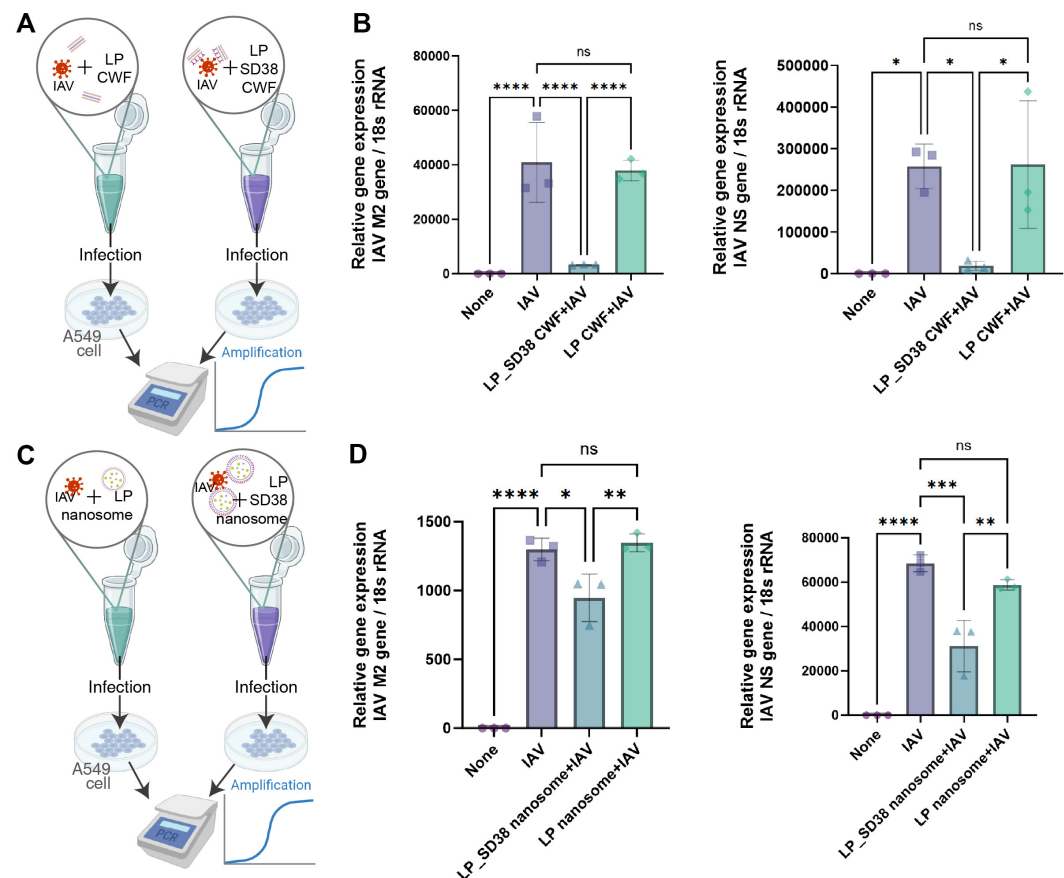 A
IAV + LP
CWF
IAV + LP
SD38
CWF
Infection
Infection
A549
cell
PCR
Amplification
B
Relative gene expression
IAV M2 gene / 18s rRNA
80000
60000
40000
20000
0
ns
**** **** ****
None
IAV
LP_SD38 CWF+IAV
LP CWF+IAV
Relative gene expression
IAV NS gene / 18s rRNA
500000
400000
300000
200000
100000
0
ns
* * *
None
IAV
LP_SD38 CWF+IAV
LP CWF+IAV
C
IAV + LP
nanosome
IAV + LP
SD38
nanosome
Infection
Infection
A549
cell
PCR
Amplification
D
Relative gene expression
IAV M2 gene / 18s rRNA
1500
1000
500
0
ns
**** * **
None
IAV
LP_SD38 nanosome+IAV
LP nanosome+IAV
Relative gene expression
IAV NS gene / 18s rRNA
80000
60000
40000
20000
0
ns
***
**** **
None
IAV
LP_SD38 nanosome+IAV
LP nanosome+IAV